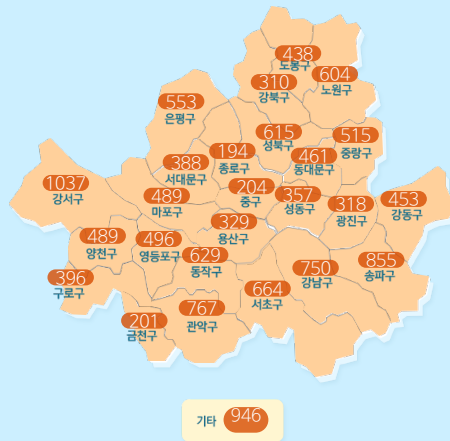 438
도봉구
604
노원구
310
강북구
553
은평구
615
성북구
515
중랑구
194
종로구
461
동대문구
388
서대문구
1037
강서구
489
마포구
204
중구
357
성동구
318
광진구
453
강동구
329
용산구
489
양천구
496
영등포구
629
동작구
855
송파구
750
강남구
396
구로구
664
서초구
767
관악구
201
금천구
기타 946